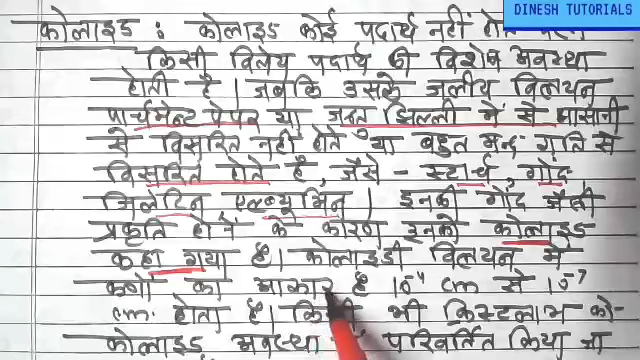 DINESH TUTORIALS
कोलाइड : कोलाइड कोई पदार्थ नहीं होते
किसी विलेय पदार्थ की विशेष अवस्था
होती है। जबकि उसके जलीय विलयन
पार्चमेन्ट पेपर या जन्तु झिल्ली में से आसानी
से विसरित नहीं होते या बहुत मन्द गति से
विसरित होते हैं, जैसे- स्टार्च, गोंद
जिलेटिन एल्ब्यूमिन। इनकी गोंद जैसी
प्रकृति होने के कारण इनको कोलाइड
कहा गया है। कोलाइडी विलयन में
कणों का आकार है 10⁻⁴ cm से 10⁻⁷
cm होता है। किसी भी क्रिस्टलाभ को-
कोलाइड अवस्था में परिवर्तित किया जा